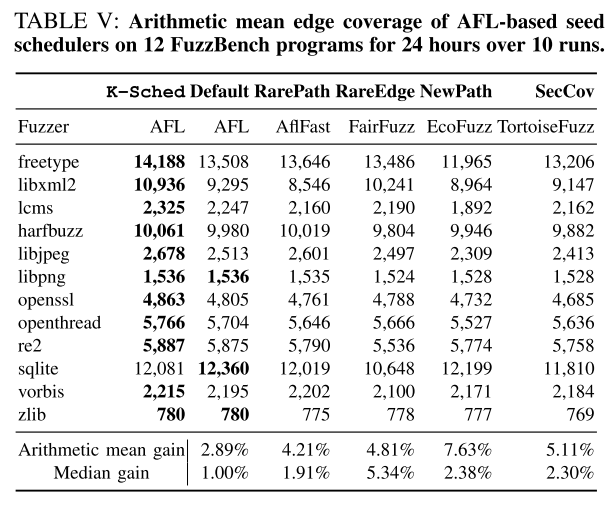 TABLE V: Arithmetic mean edge coverage of AFL-based seed
schedulers on 12 FuzzBench programs for 24 hours over 10 runs.
K-Sched Default RarePath RareEdge NewPath SecCov
Fuzzer AFL AFL AflFast FairFuzz EcoFuzz TortoiseFuzz
freetype 14,188 13,508 13,646 13,486 11,965 13,206
libxml2 10,936 9,295 8,546 10,241 8,964 9,147
lcms 2,325 2,247 2,160 2,190 1,892 2,162
harfbuzz 10,061 9,980 10,019 9,804 9,946 9,882
libjpeg 2,678 2,513 2,601 2,497 2,309 2,413
libpng 1,536 1,536 1,535 1,524 1,528 1,528
openssl 4,863 4,805 4,761 4,788 4,732 4,685
openthread 5,766 5,704 5,646 5,666 5,527 5,636
re2 5,887 5,875 5,790 5,536 5,774 5,758
sqlite 12,081 12,360 12,019 10,648 12,199 11,810
vorbis 2,215 2,195 2,202 2,100 2,171 2,184
zlib 780 780 775 778 777 769
Arithmetic mean gain 2.89% 4.21% 4.81% 7.63% 5.11%
Median gain 1.00% 1.91% 5.34% 2.38% 2.30%